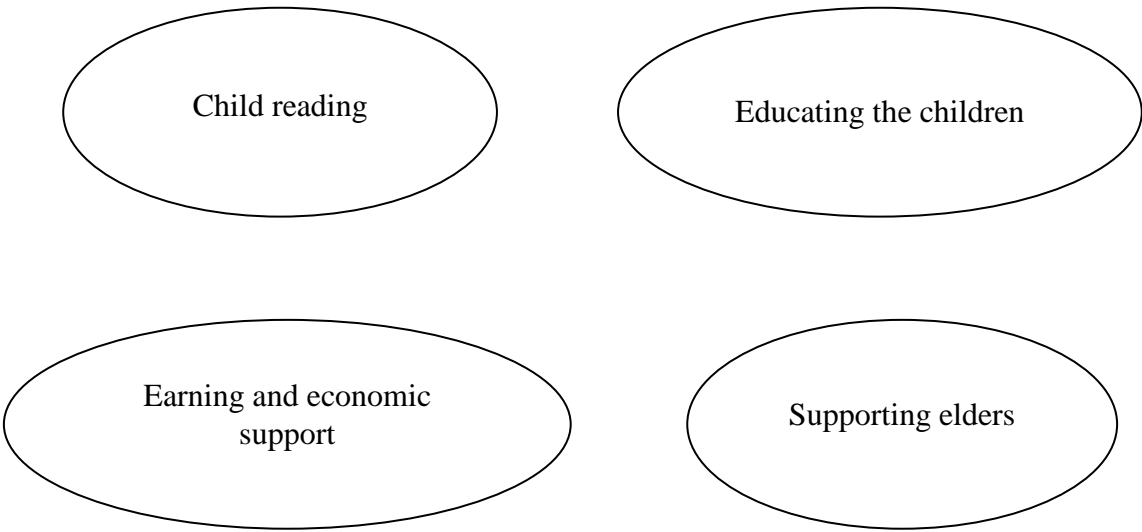 Child reading
Educating the children
Earning and economic
support
Supporting elders